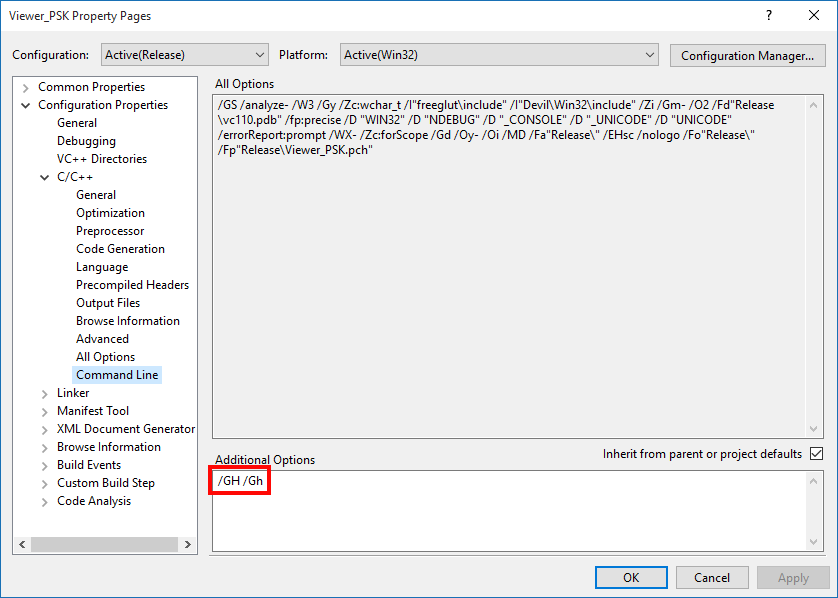 Viewer_PSK Property Pages
Configuration: Active(Release) Platform: Active(Win32) Configuration Manager...
Common Properties
Configuration Properties
General
Debugging
VC++ Directories
C/C++
General
Optimization
Preprocessor
Code Generation
Language
Precompiled Headers
Output Files
Browse Information
Advanced
All Options
Command Line
Linker
Manifest Tool
XML Document Generator
Browse Information
Build Events
Custom Build Step
Code Analysis
All Options
/GS /analyze- /W3 /Gy /Zc:wchar_t /I"freeglut\include" /I"Devil\Win32\include" /Zi /Gm- /O2 /Fd"Release
\vc110.pdb" /fp:precise /D "WIN32" /D "NDEBUG" /D "_CONSOLE" /D "_UNICODE" /D "UNICODE"
/errorReport:prompt /WX- /Zc:forScope /Gd /Oy- /Oi /MD /Fa"Release\" /EHsc /nologo /Fo"Release\"
/Fp"Release\Viewer_PSK.pch"
Additional Options
Inherit from parent or project defaults
/GH /Gh
OK Cancel Apply